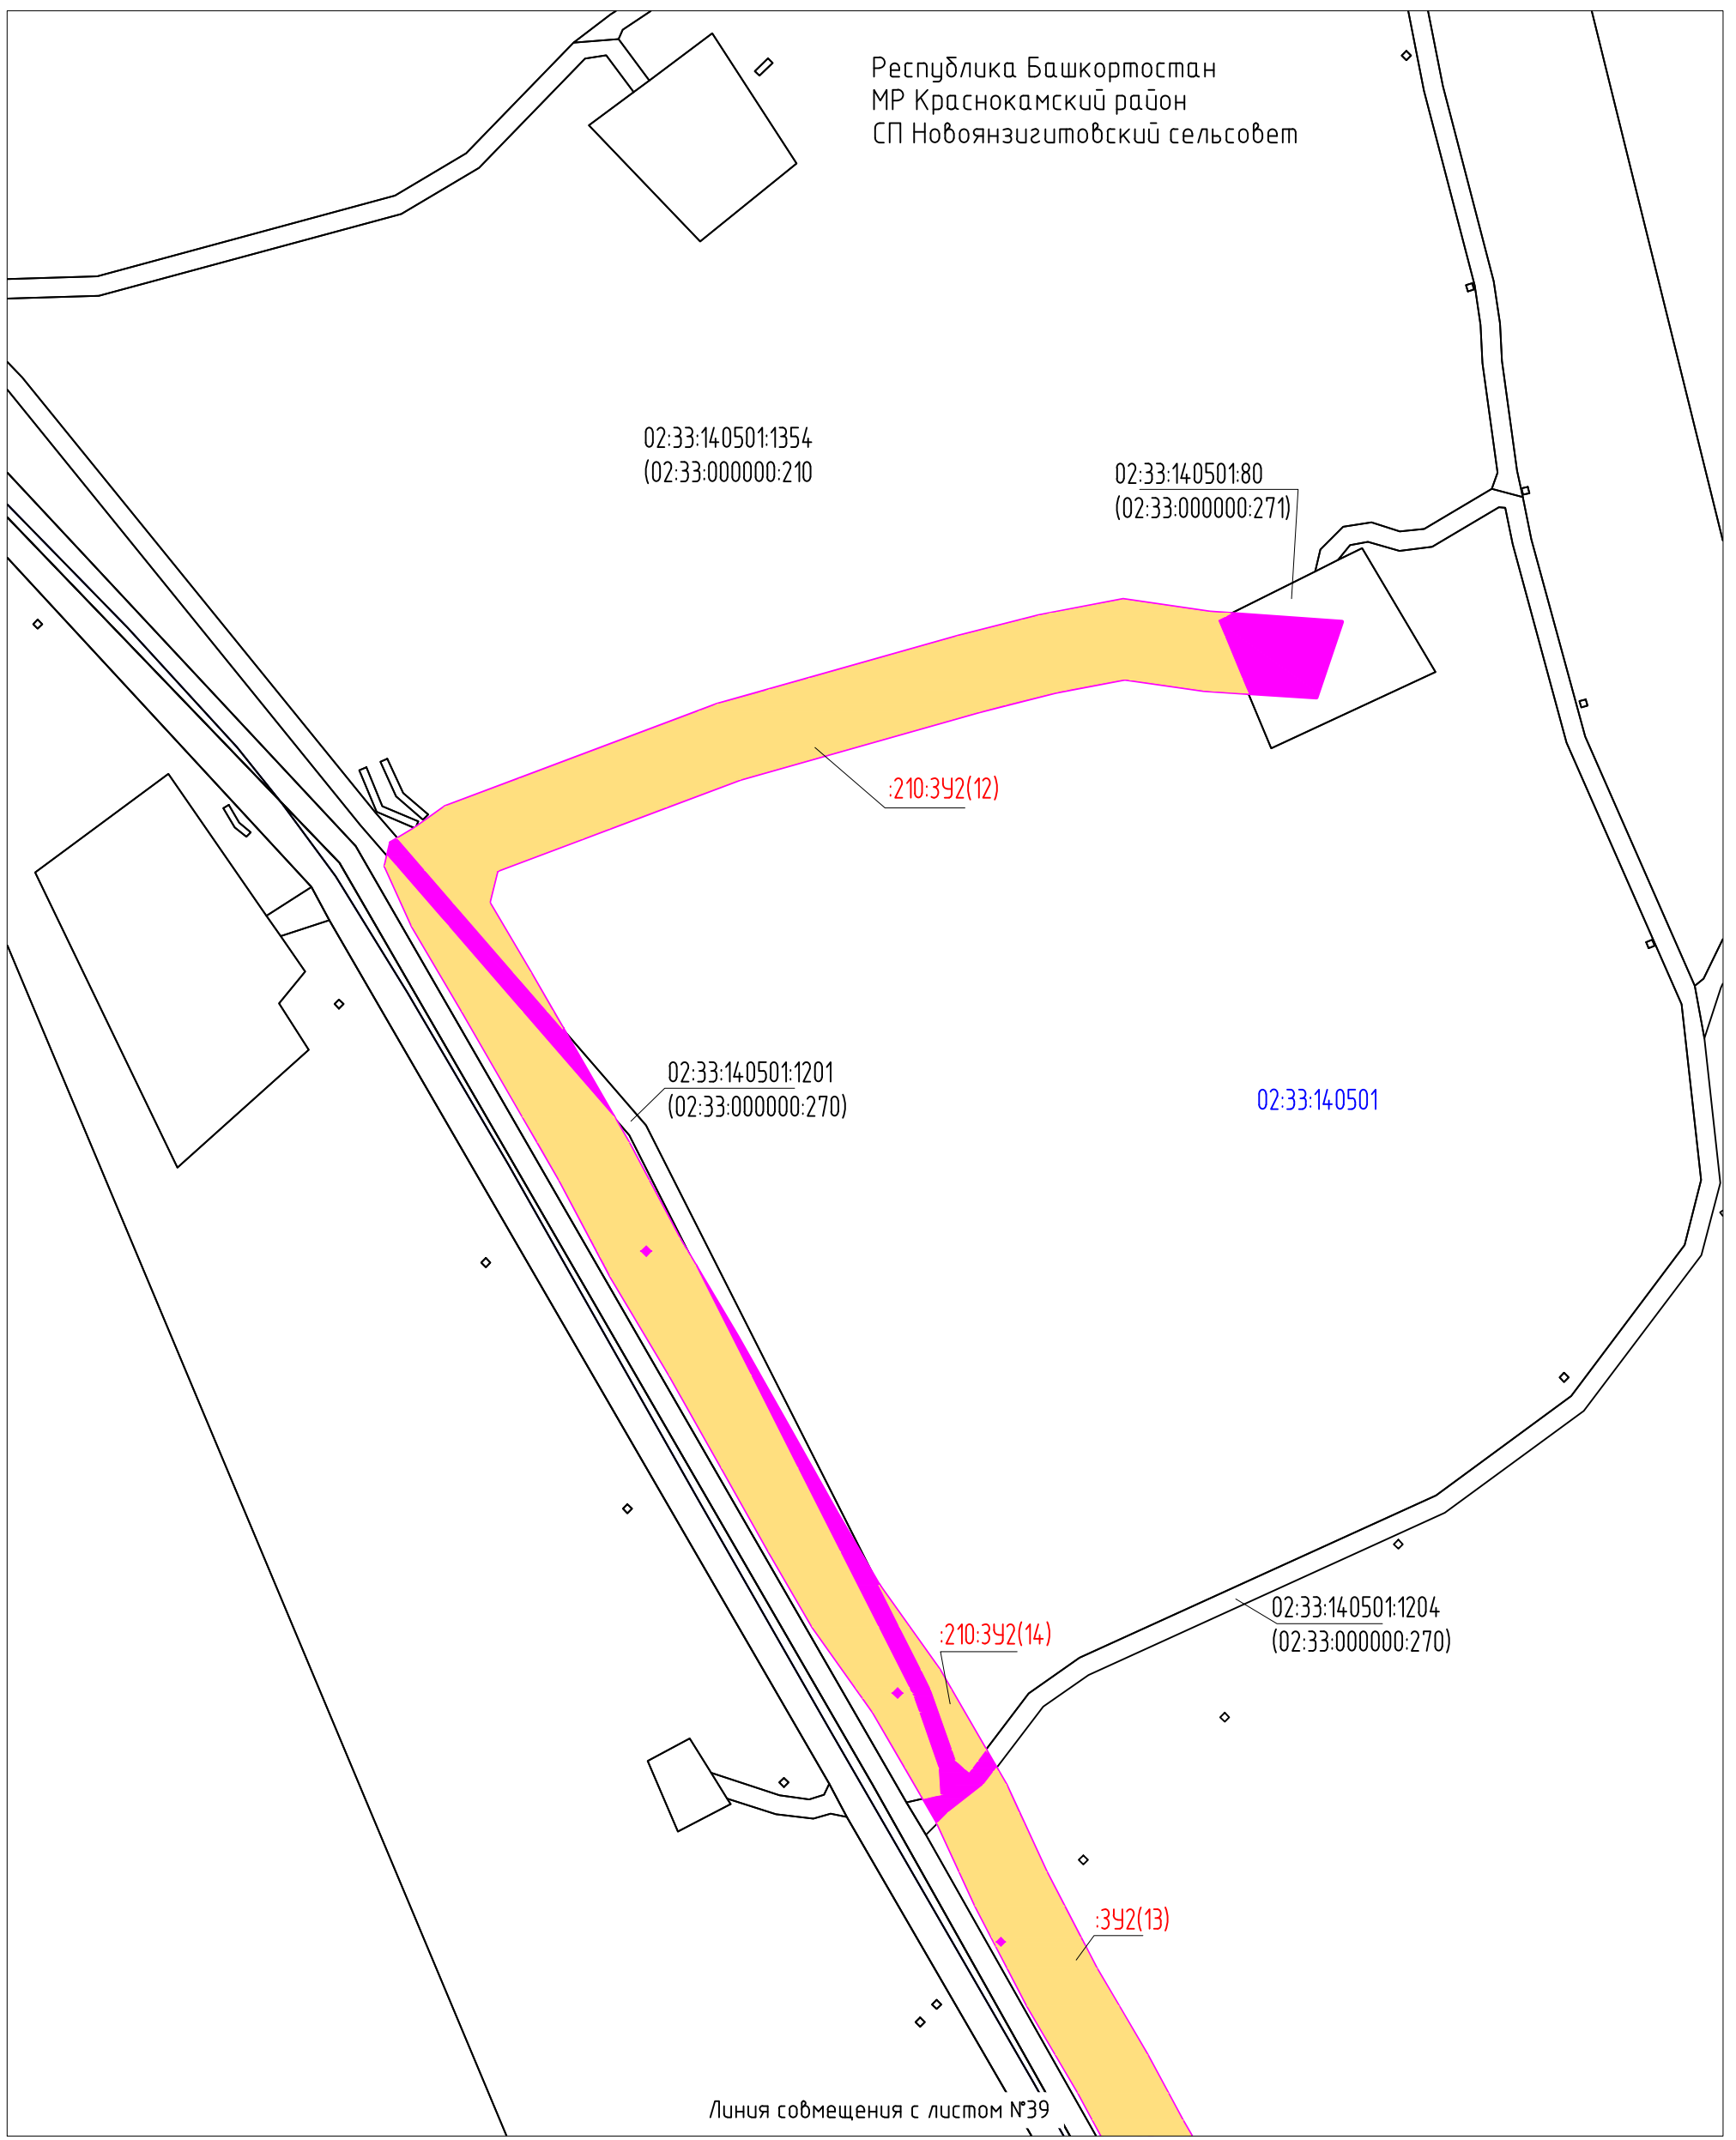 Республика Башкортостан
МР Краснокамский район
СП Новоянзигитовский сельсовет
02:33:140501:1354
(02:33:000000:210
02:33:140501:80
(02:33:000000:271)
:210:ЗУ2(12)
02:33:140501:1201
(02:33:000000:270)
02:33:140501
02:33:140501:1204
(02:33:000000:270)
:210:ЗУ2(14)
:ЗУ2(13)
Линия совмещения с листом №39